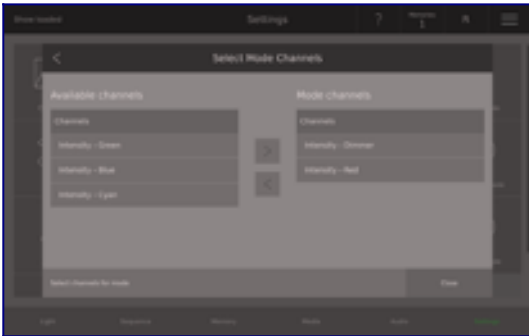 Show loaded
Settings
?
1
Select Mode Channels
Available channels
Channels
Intensity - Green
Intensity - Blue
Intensity - Cyan
>
<
Mode channels
Channels
Intensity - Dimmer
Intensity - Red
Select channels for mode
Close
Light
Sequence
Memory
Media
Audio
Settings